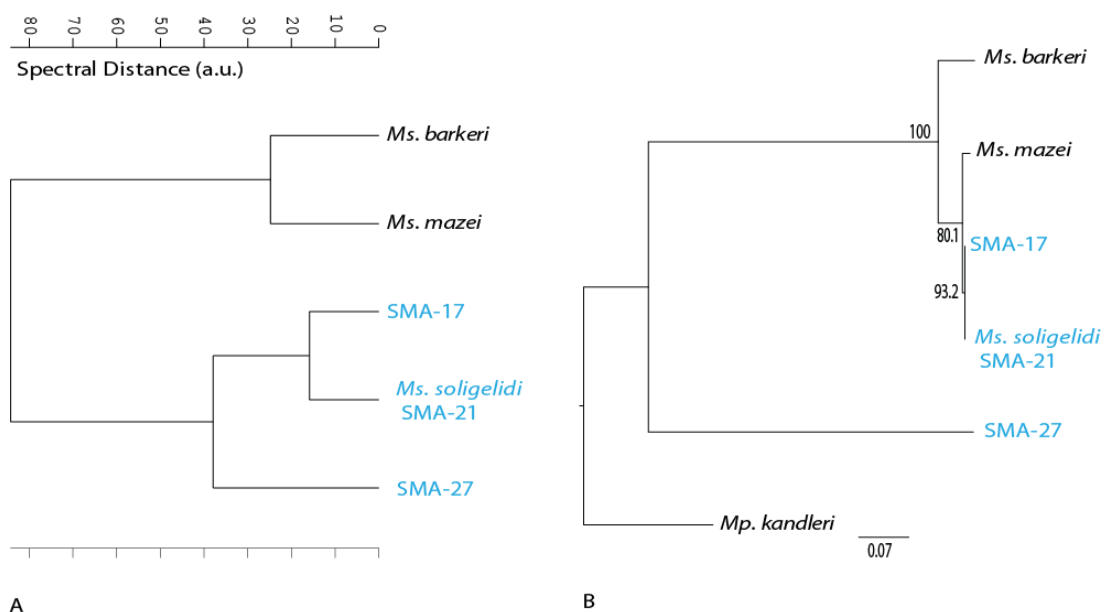 80 70 60 50 40 30 20 10 0
Spectral Distance (a.u.)
Ms. barkeri
Ms. mazei
SMA-17
Ms. soligelidi
SMA-21
SMA-27
A
Ms. barkeri
100
Ms. mazei
80.1
SMA-17
93.2
Ms. soligelidi
SMA-21
SMA-27
Mp. kandleri
0.07
B